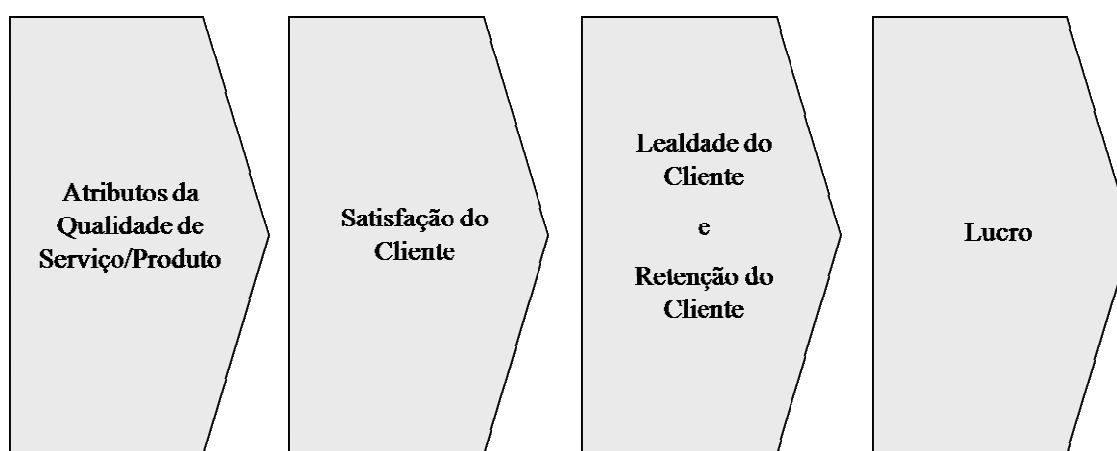 Atributos da
Qualidade de
Serviço/Produto
Satisfação do
Cliente
Lealdade do
Cliente
e
Retenção do
Cliente
Lucro